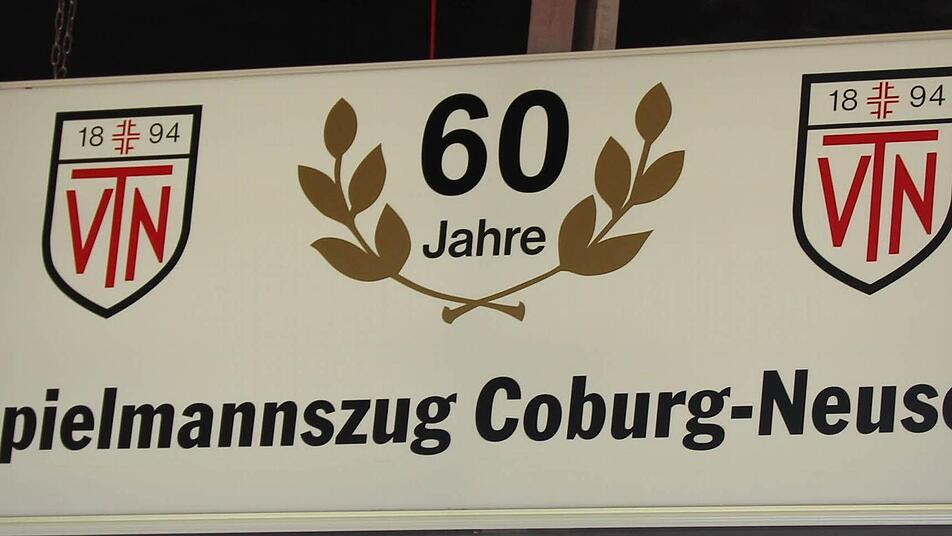 18 94
VTN
60
Jahre
18 94
VTN
pielmannszug Coburg-Neus